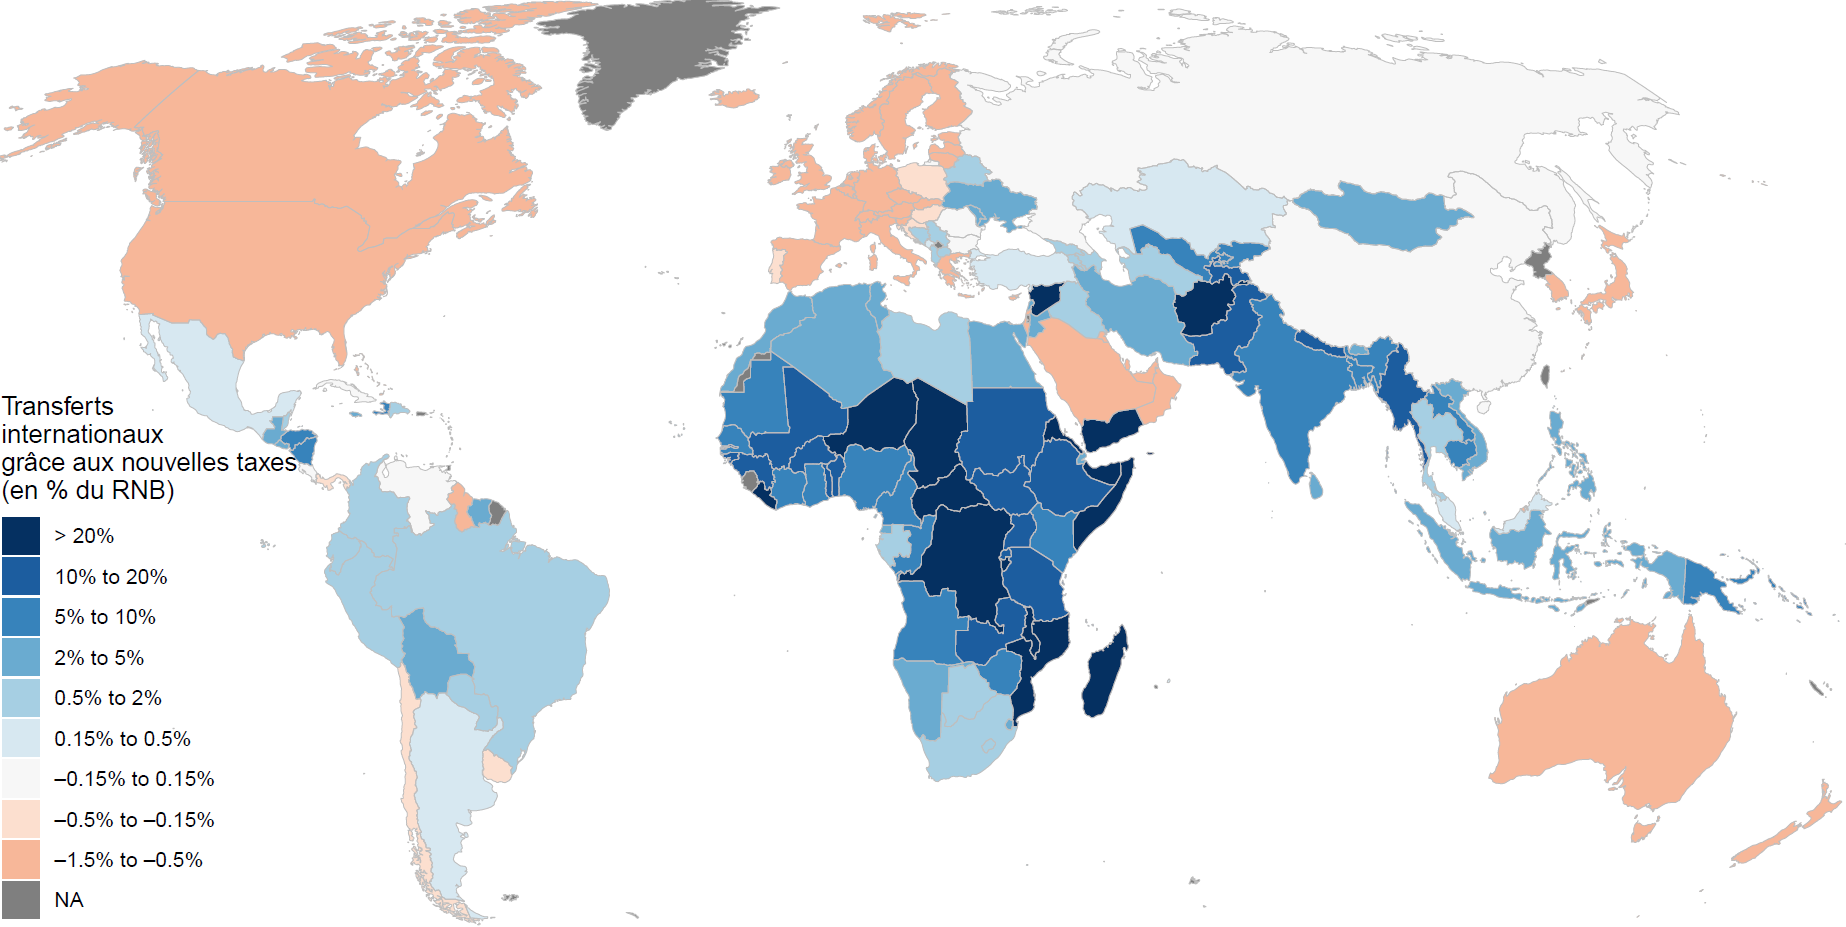 Transferts
internationaux
grâce aux nouvelles taxes
(en % du RNB)
> 20%
10% to 20%
5% to 10%
2% to 5%
0.5% to 2%
0.15% to 0.5%
–0.15% to 0.15%
–0.5% to –0.15%
–1.5% to –0.5%
NA